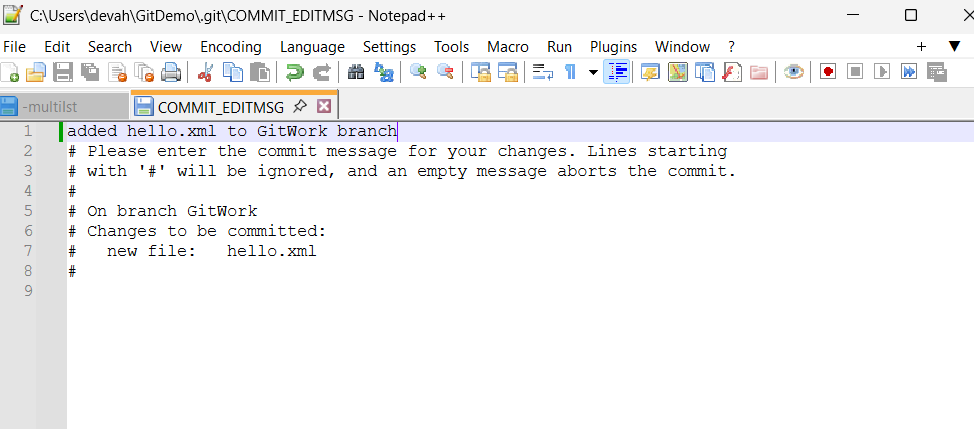 C:\Users\devah\GitDemo\.git\COMMIT_EDITMSG - Notepad++
File Edit Search View Encoding Language Settings Tools Macro Run Plugins Window ?
-multiIst COMMIT_EDITMSG
1 added hello.xml to GitWork branch
2 # Please enter the commit message for your changes. Lines starting
3 # with '#' will be ignored, and an empty message aborts the commit.
4 #
5 # On branch GitWork
6 # Changes to be committed:
7 #   new file:   hello.xml
8 #
9